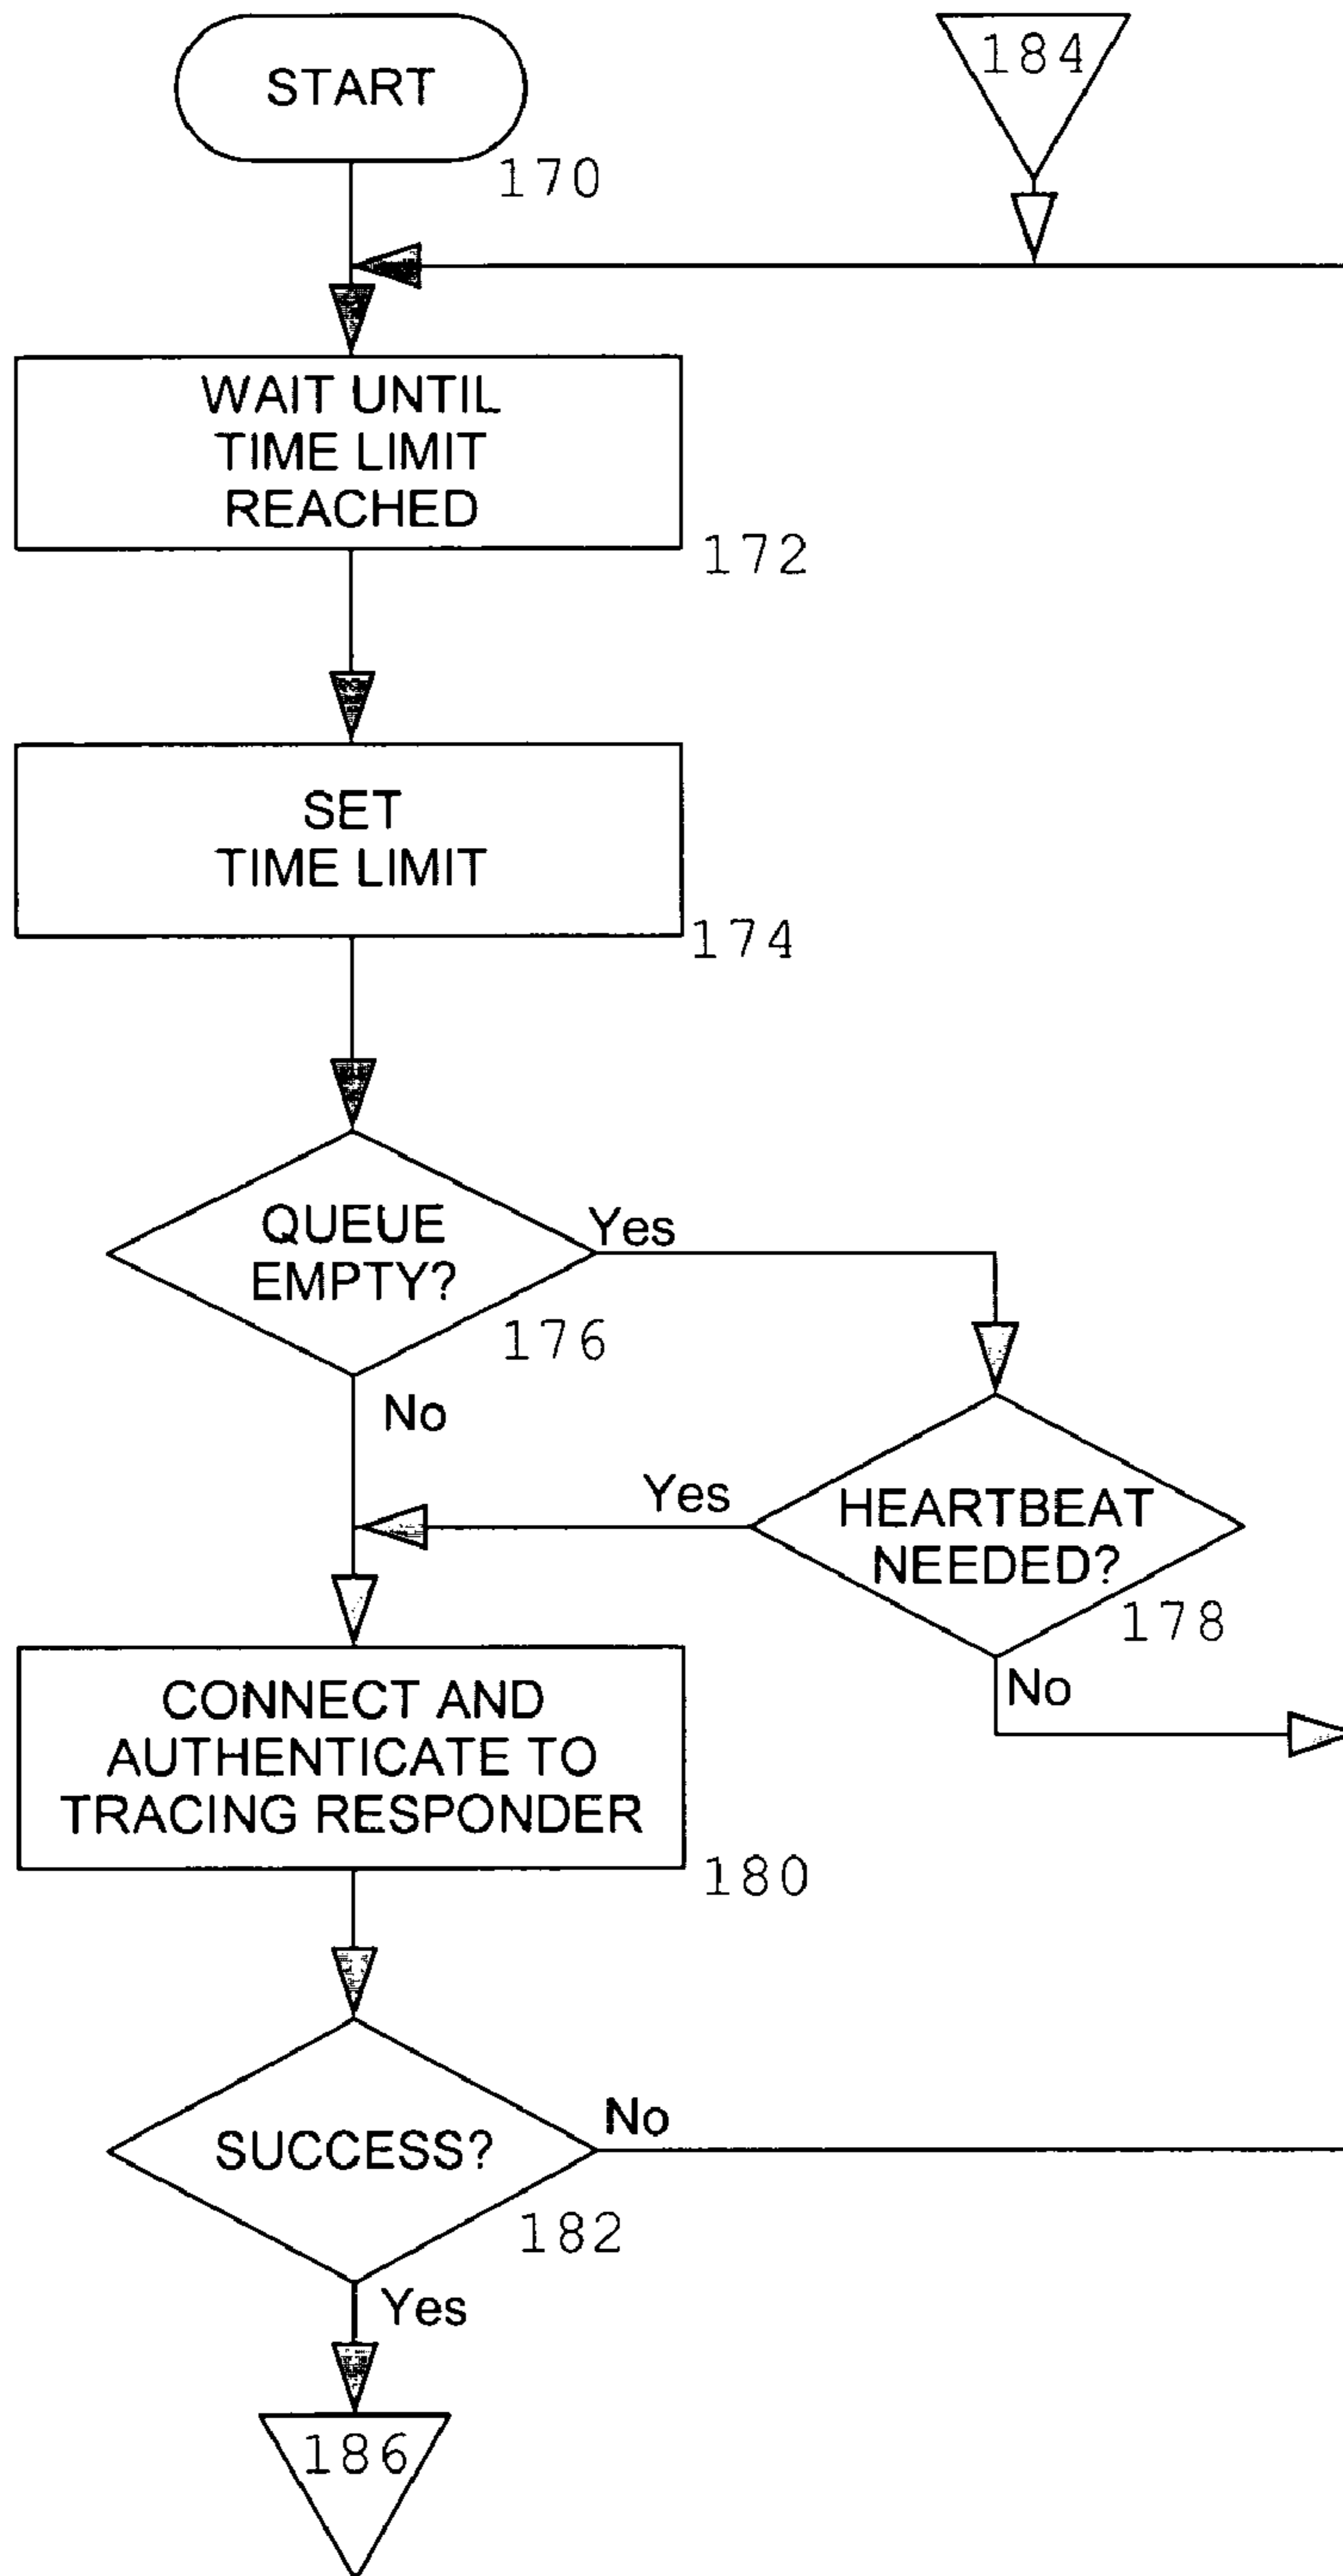 START
184
170
WAIT UNTIL
TIME LIMIT
REACHED
172
SET
TIME LIMIT
174
QUEUE
EMPTY?
Yes
176
No
Yes
HEARTBEAT
NEEDED?
178
No
CONNECT AND
AUTHENTICATE TO
TRACING RESPONDER
180
SUCCESS?
No
182
Yes
186